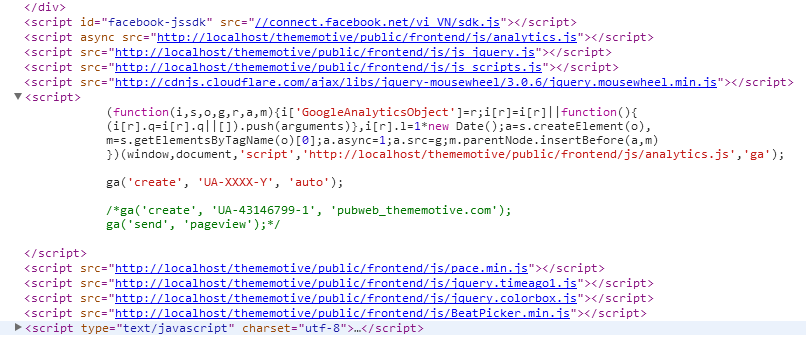 </div>
<script id="facebook-jssdk" src="//connect.facebook.net/vi_VN/sdk.js"></script>
<script async src="http://localhost/thememotive/public/frontend/js/analytics.js"></script>
<script src="http://localhost/thememotive/public/frontend/js/js_jquery.js"></script>
<script src="http://localhost/thememotive/public/frontend/js/js_scripts.js"></script>
<script src="http://cdnjs.cloudflare.com/ajax/libs/jquery-mousewheel/3.0.6/jquery.mousewheel.min.js"></script>
<script>
(function(i,s,o,g,r,a,m){i['GoogleAnalyticsObject']=r;i[r]=i[r]||function(){
(i[r].q=i[r].q||[]).push(arguments)},i[r].l=1*new Date();a=s.createElement(o),
m=s.getElementsByTagName(o)[0];a.async=1;a.src=g;m.parentNode.insertBefore(a,m)
})(window,document,'script','http://localhost/thememotive/public/frontend/js/analytics.js','ga');
ga('create', 'UA-XXXX-Y', 'auto');
/*ga('create', 'UA-43146799-1', 'pubweb_thememotive.com');
ga('send', 'pageview');*/
</script>
<script src="http://localhost/thememotive/public/frontend/js/pace.min.js"></script>
<script src="http://localhost/thememotive/public/frontend/js/jquery.timeago1.js"></script>
<script src="http://localhost/thememotive/public/frontend/js/jquery.colorbox.js"></script>
<script src="http://localhost/thememotive/public/frontend/js/BeatPicker.min.js"></script>
<script type="text/javascript" charset="utf-8">…</script>